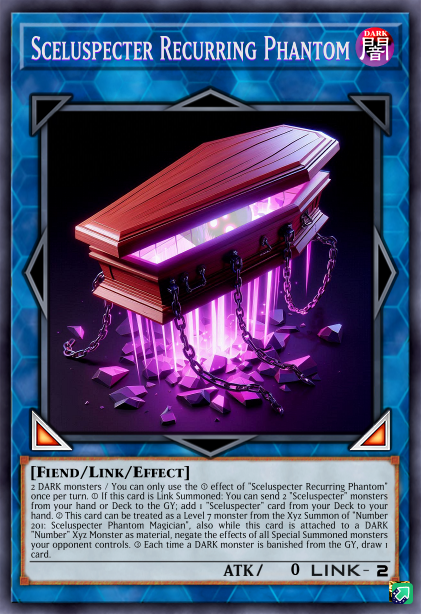 Sceluspecter Recurring Phantom
DARK
闇
[Fiend/Link/Effect]
2 DARK monsters / You can only use the ① effect of "Sceluspecter Recurring Phantom"
once per turn. ① If this card is Link Summoned: You can send 2 "Sceluspecter" monsters
from your hand or Deck to the GY; add 1 "Sceluspecter" card from your Deck to your
hand. ① This card can be treated as a Level 7 monster from the Xyz Summon of "Number
201: Sceluspecter Phantom Magician", also while this card is attached to a DARK
"Number" Xyz Monster as material, negate the effects of all Special Summoned monsters
your opponent controls. ③ Each time a DARK monster is banished from the GY, draw 1
card.
ATK/ 0 LINK-2